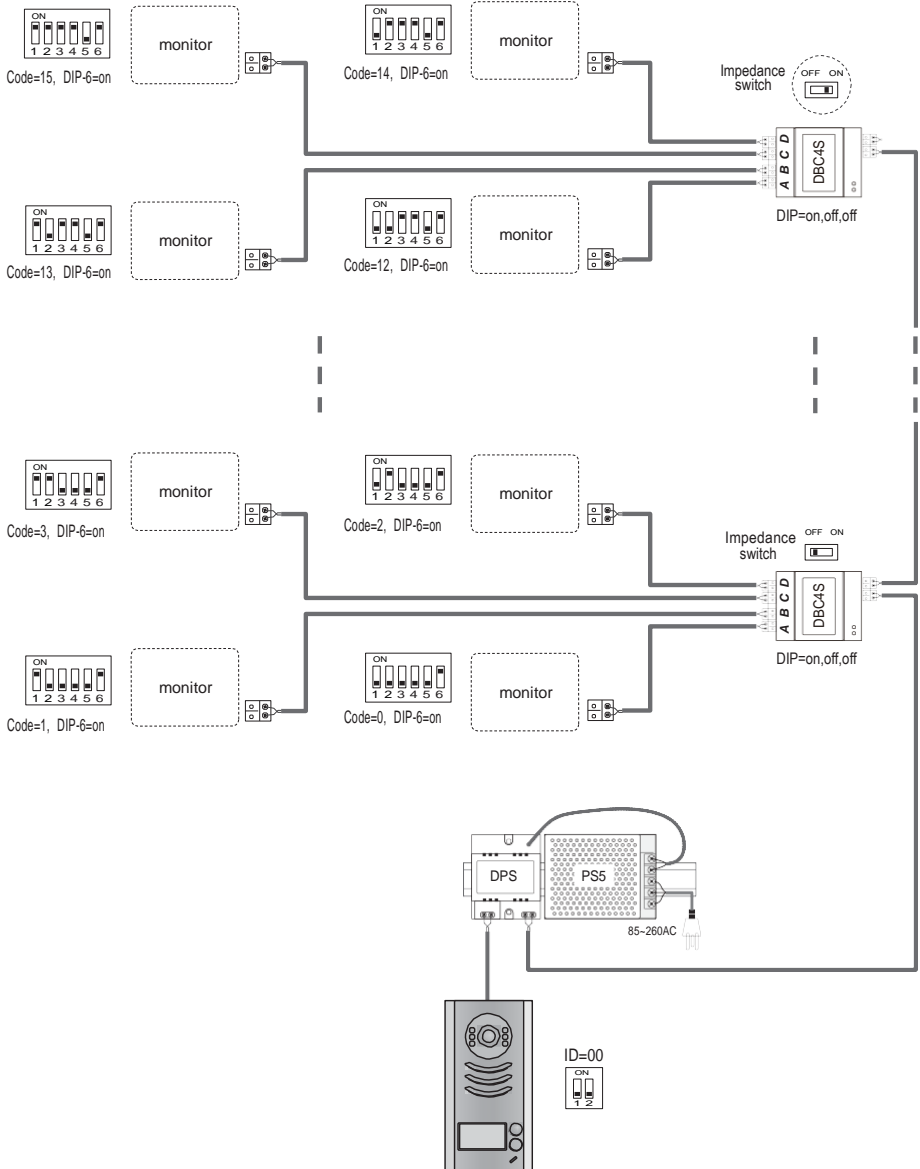 ON
1 2 3 4 5 6
Code=15, DIP-6=on
monitor
ON
1 2 3 4 5 6
Code=14, DIP-6=on
monitor
Impedance
switch
OFF ON
A B C D
DBC4S
DIP=on,off,off
ON
1 2 3 4 5 6
Code=13, DIP-6=on
monitor
ON
1 2 3 4 5 6
Code=12, DIP-6=on
monitor
ON
1 2 3 4 5 6
Code=3, DIP-6=on
monitor
ON
1 2 3 4 5 6
Code=2, DIP-6=on
monitor
Impedance
switch
OFF ON
A B C D
DBC4S
DIP=on,off,off
ON
1 2 3 4 5 6
Code=1, DIP-6=on
monitor
ON
1 2 3 4 5 6
Code=0, DIP-6=on
monitor
DPS
PS5
85~260AC
ID=00
ON
1 2